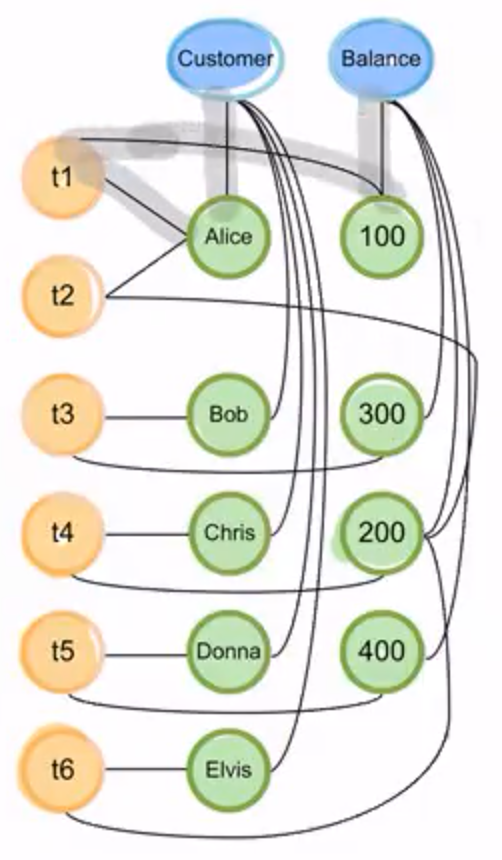 Customer Balance
t1
Alice 100
t2
t3 Bob 300
t4 Chris 200
t5 Donna 400
t6 Elvis